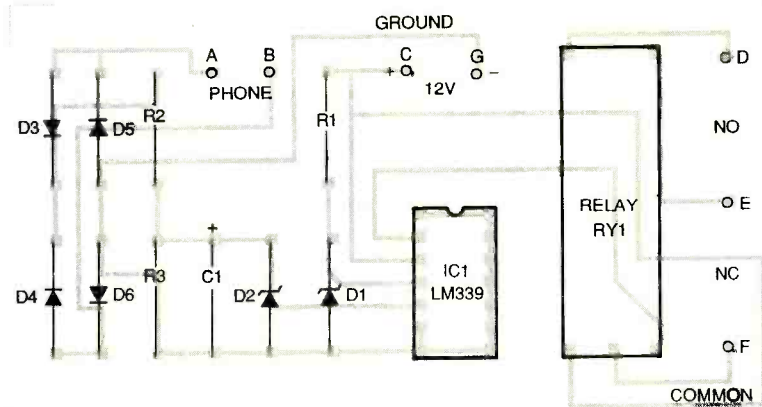 GROUND
A B C G D
+ −
PHONE 12V
D3 D5 R2 R1 NO
RELAY RY1
E
+
IC1 LM339
D4 D6 R3 C1 D2 D1 NC
F
COMMON